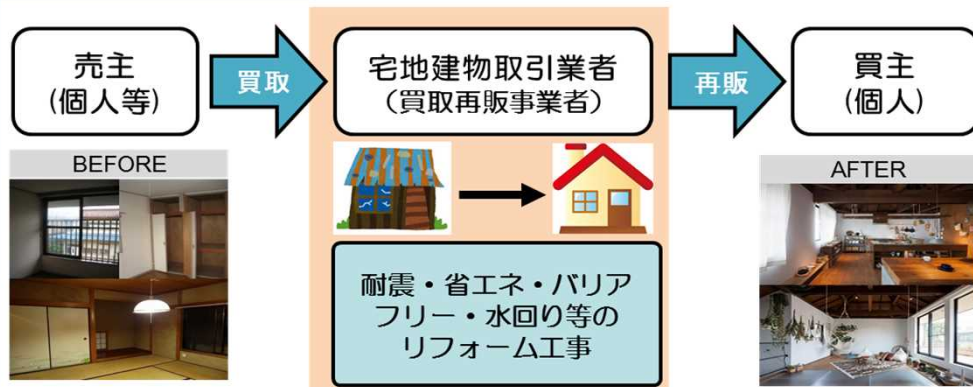 売主
(個人等)
買取
宅地建物取引業者
(買取再販事業者)
再販
買主
(個人)
BEFORE
AFTER
耐震・省エネ・バリア
フリー・水回り等の
リフォーム工事